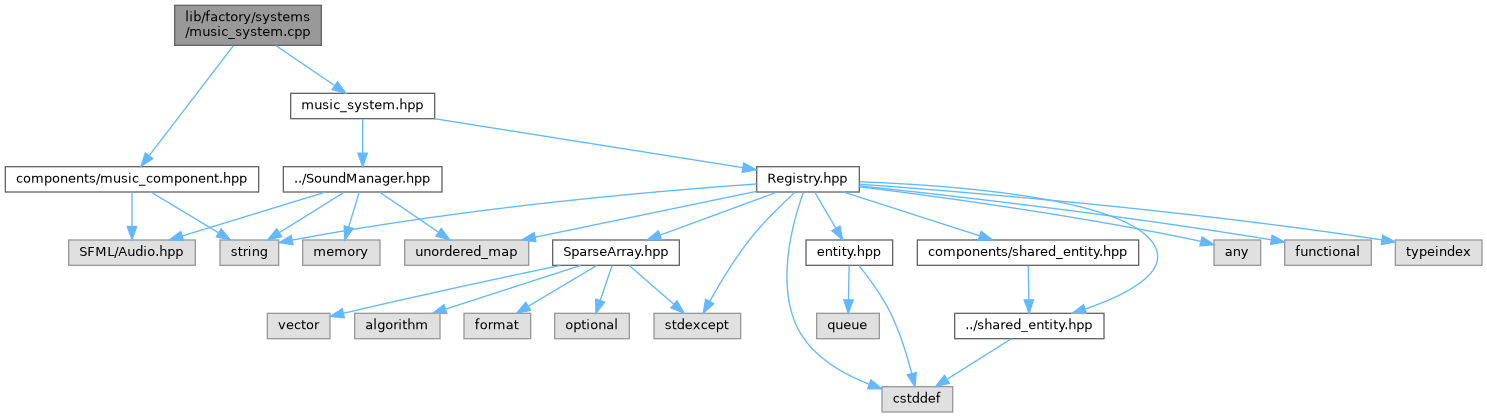 lib/factory/systems
/music_system.cpp
music_system.hpp
components/music_component.hpp
../SoundManager.hpp
Registry.hpp
SFML/Audio.hpp
string
memory
unordered_map
SparseArray.hpp
entity.hpp
components/shared_entity.hpp
any
functional
typeindex
vector
algorithm
format
optional
stdexcept
queue
../shared_entity.hpp
cstddef